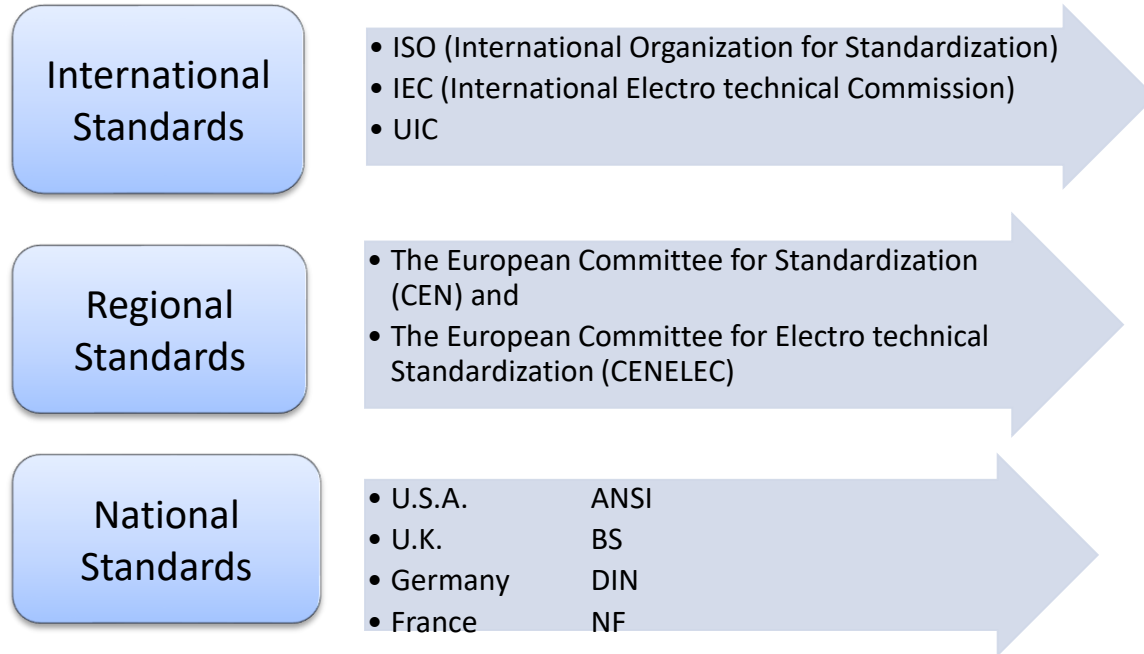 International
Standards
• ISO (International Organization for Standardization)
• IEC (International Electro technical Commission)
• UIC
Regional
Standards
• The European Committee for Standardization
(CEN) and
• The European Committee for Electro technical
Standardization (CENELEC)
National
Standards
• U.S.A. ANSI
• U.K. BS
• Germany DIN
• France NF